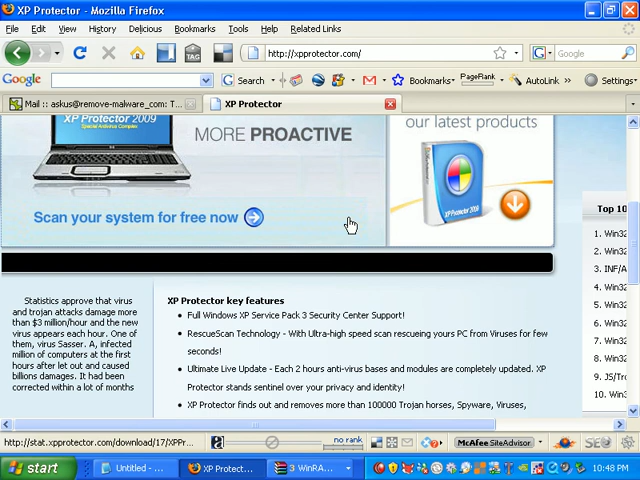 XP Protector - Mozilla Firefox
File Edit View History Delicious Bookmarks Tools Help Related Links
TAG http://xpprotector.com/ G Google
Google G Search Bookmarks PageRank AutoLink Settings
Mail :: askus@remove-malware_com: T... XP Protector
XP Protector 2009
Special Antivirus Complex
MORE PROACTIVE
our latest products
XP Protector 2009
Scan your system for free now
Top 10
1. Win32
2. Win32
3. INF/A
4. Win32
5. Win32
6. Win32
7. Win32
8. Win32
9. JS/Tro
10. Win32
Statistics approve that virus
and trojan attacks damage more
than $3 million/hour and the new
virus appears each hour. One of
them, virus Sasser. A, infected
million of computers at the first
hours after let out and caused
billions damages. It had been
corrected within a lot of months
XP Protector key features
Full Windows XP Service Pack 3 Security Center Support!
RescueScan Technology - With Ultra-high speed scan rescueing yours PC from Viruses for few
seconds!
Ultimate Live Update - Each 2 hours anti-virus bases and modules are completely updated. XP
Protector stands sentinel over your privacy and identity!
XP Protector finds out and removes more than 100000 Trojan horses, Spyware, Viruses,
http://stat.xpprotector.com/download/17/XPPr no rank McAfee SiteAdvisor SEO
start Untitled - ... XP Protect... 3 WinRA... 10:48 PM